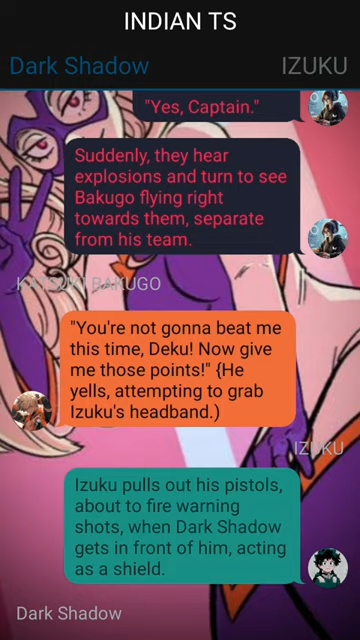 INDIAN TS
Dark Shadow
IZUKU
"Yes, Captain."
Suddenly, they hear
explosions and turn to see
Bakugo flying right
towards them, separate
from his team.
KATSUKI BAKUGO
"You're not gonna beat me
this time, Deku! Now give
me those points!" {He
yells, attempting to grab
Izuku's headband.)
IZUKU
Izuku pulls out his pistols,
about to fire warning
shots, when Dark Shadow
gets in front of him, acting
as a shield.
Dark Shadow